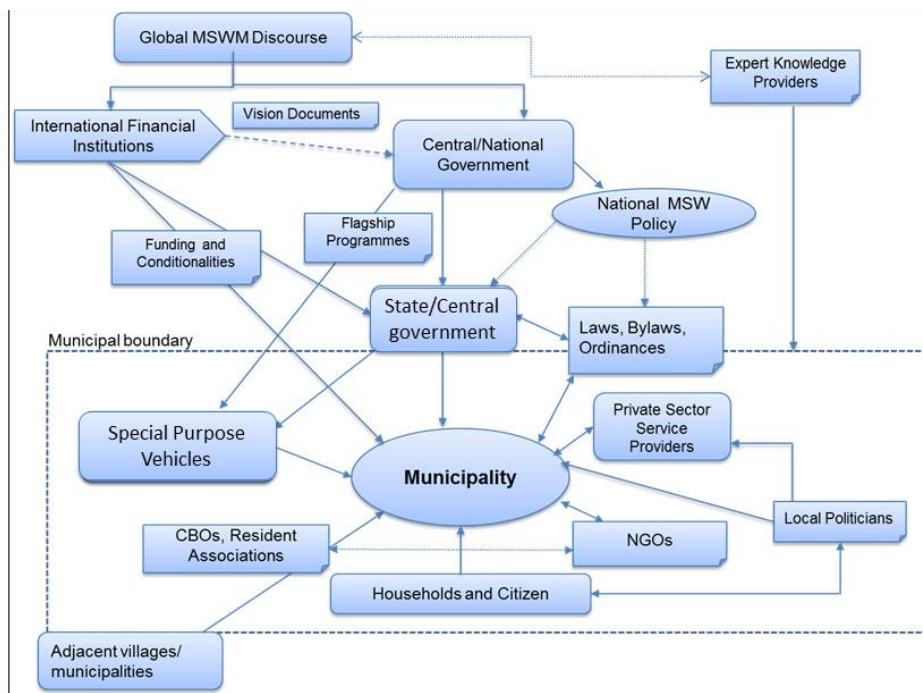 Global MSWM Discourse
Expert Knowledge
Providers
Vision Documents
International Financial
Institutions
Central/National
Government
National MSW
Policy
Flagship
Programmes
Funding and
Conditionalities
State/Central
government
Laws, Bylaws,
Ordinances
Municipal boundary
Private Sector
Service
Providers
Special Purpose
Vehicles
Municipality
Local Politicians
CBOs, Resident
Associations
NGOs
Households and Citizen
Adjacent villages/
municipalities